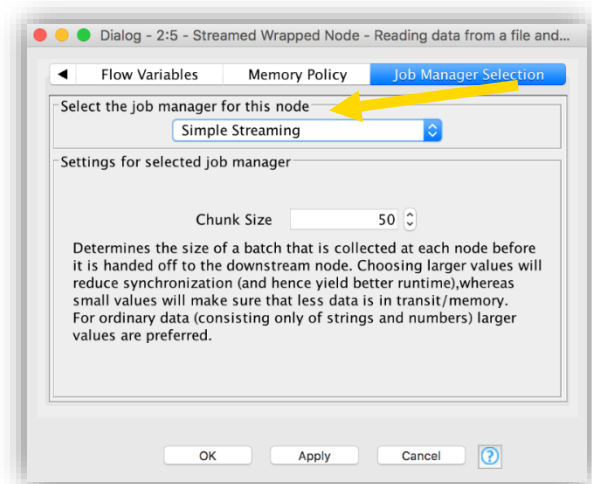 Dialog - 2:5 - Streamed Wrapped Node - Reading data from a file and...
Flow Variables Memory Policy Job Manager Selection
Select the job manager for this node
Simple Streaming
Settings for selected job manager
Chunk Size 50
Determines the size of a batch that is collected at each node before
it is handed off to the downstream node. Choosing larger values will
reduce synchronization (and hence yield better runtime),whereas
small values will make sure that less data is in transit/memory.
For ordinary data (consisting only of strings and numbers) larger
values are preferred.
OK Apply Cancel ?